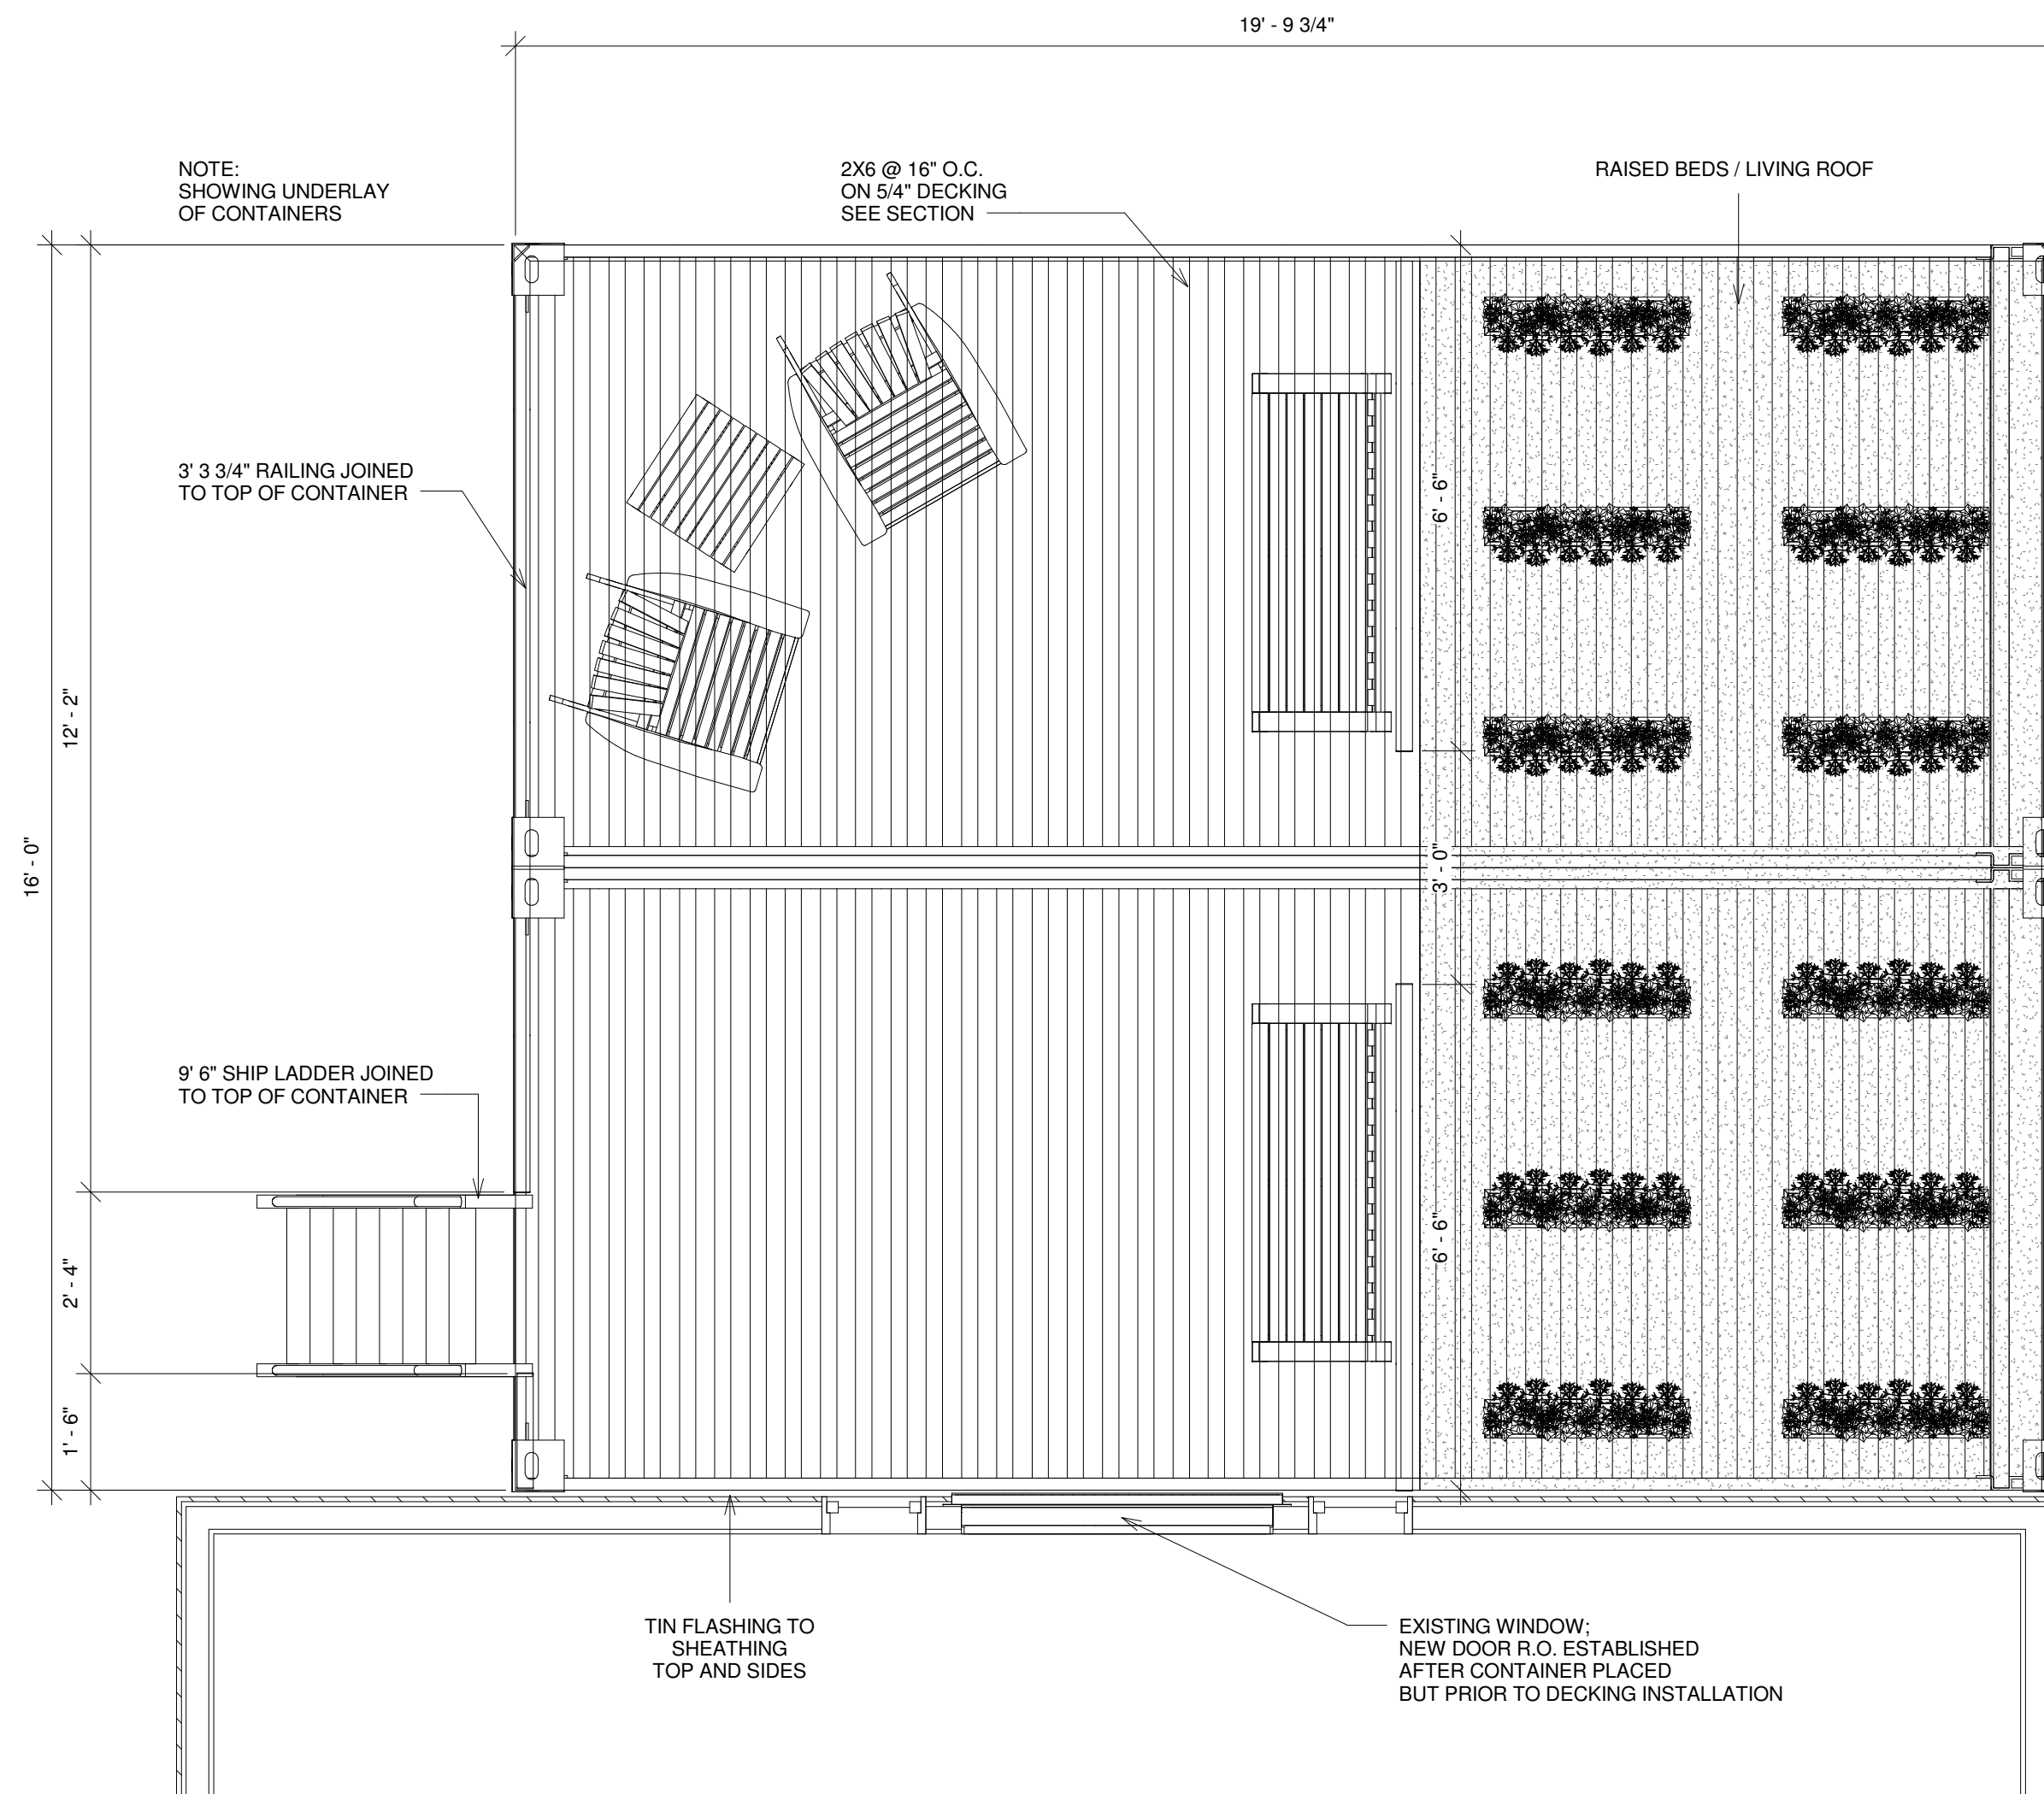 19' - 9 3/4"
NOTE:
SHOWING UNDERLAY
OF CONTAINERS
2X6 @ 16" O.C.
ON 5/4" DECKING
SEE SECTION
RAISED BEDS / LIVING ROOF
3' 3 3/4" RAILING JOINED
TO TOP OF CONTAINER
6' - 6"
12' - 2"
16' - 0"
3' - 0"
9' 6" SHIP LADDER JOINED
TO TOP OF CONTAINER
6' - 6"
2' - 4"
1' - 6"
TIN FLASHING TO
SHEATHING
TOP AND SIDES
EXISTING WINDOW;
NEW DOOR R.O. ESTABLISHED
AFTER CONTAINER PLACED
BUT PRIOR TO DECKING INSTALLATION